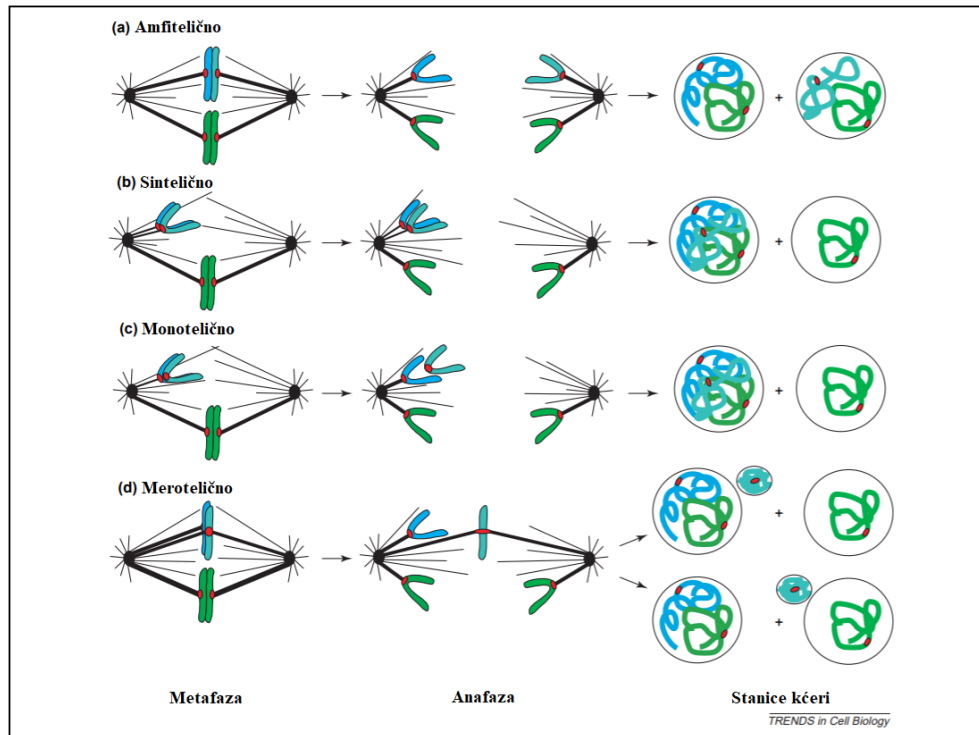 (a) Amfitelično
+
(b) Sintelično
+
(c) Monotelično
+
(d) Merotelično
+
+
Metafaza Anafaza Stanice kćeri
TRENDS in Cell Biology